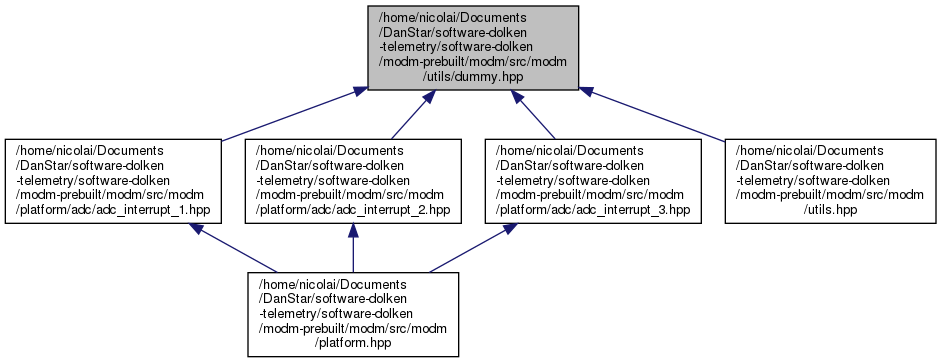 /home/nicolai/Documents
/DanStar/software-dolken
-telemetry/software-dolken
/modm-prebuilt/modm/src/modm
/utils/dummy.hpp
/home/nicolai/Documents
/DanStar/software-dolken
-telemetry/software-dolken
/modm-prebuilt/modm/src/modm
/platform/adc/adc_interrupt_1.hpp
/home/nicolai/Documents
/DanStar/software-dolken
-telemetry/software-dolken
/modm-prebuilt/modm/src/modm
/platform/adc/adc_interrupt_2.hpp
/home/nicolai/Documents
/DanStar/software-dolken
-telemetry/software-dolken
/modm-prebuilt/modm/src/modm
/platform/adc/adc_interrupt_3.hpp
/home/nicolai/Documents
/DanStar/software-dolken
-telemetry/software-dolken
/modm-prebuilt/modm/src/modm
/utils.hpp
/home/nicolai/Documents
/DanStar/software-dolken
-telemetry/software-dolken
/modm-prebuilt/modm/src/modm
/platform.hpp